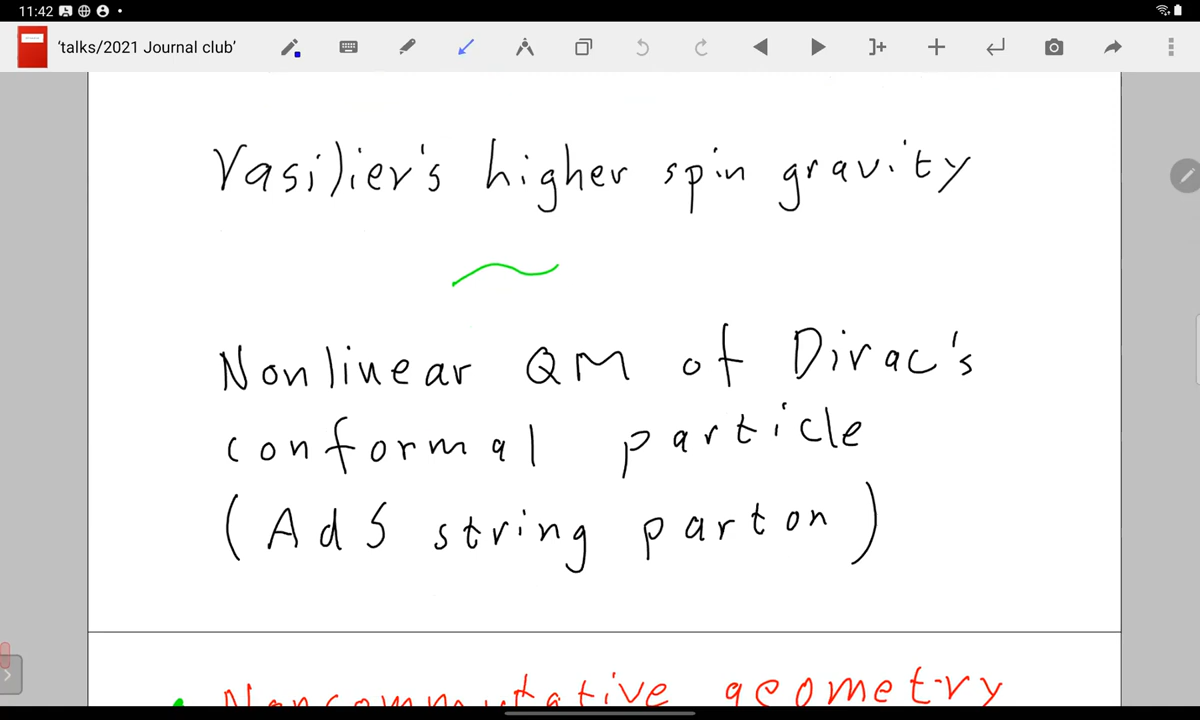 11:42
'talks/2021 Journal club'
Vasiliev's higher spin gravity
Nonlinear QM of Dirac's
conformal particle
(AdS string parton)
Noncommutative geometry